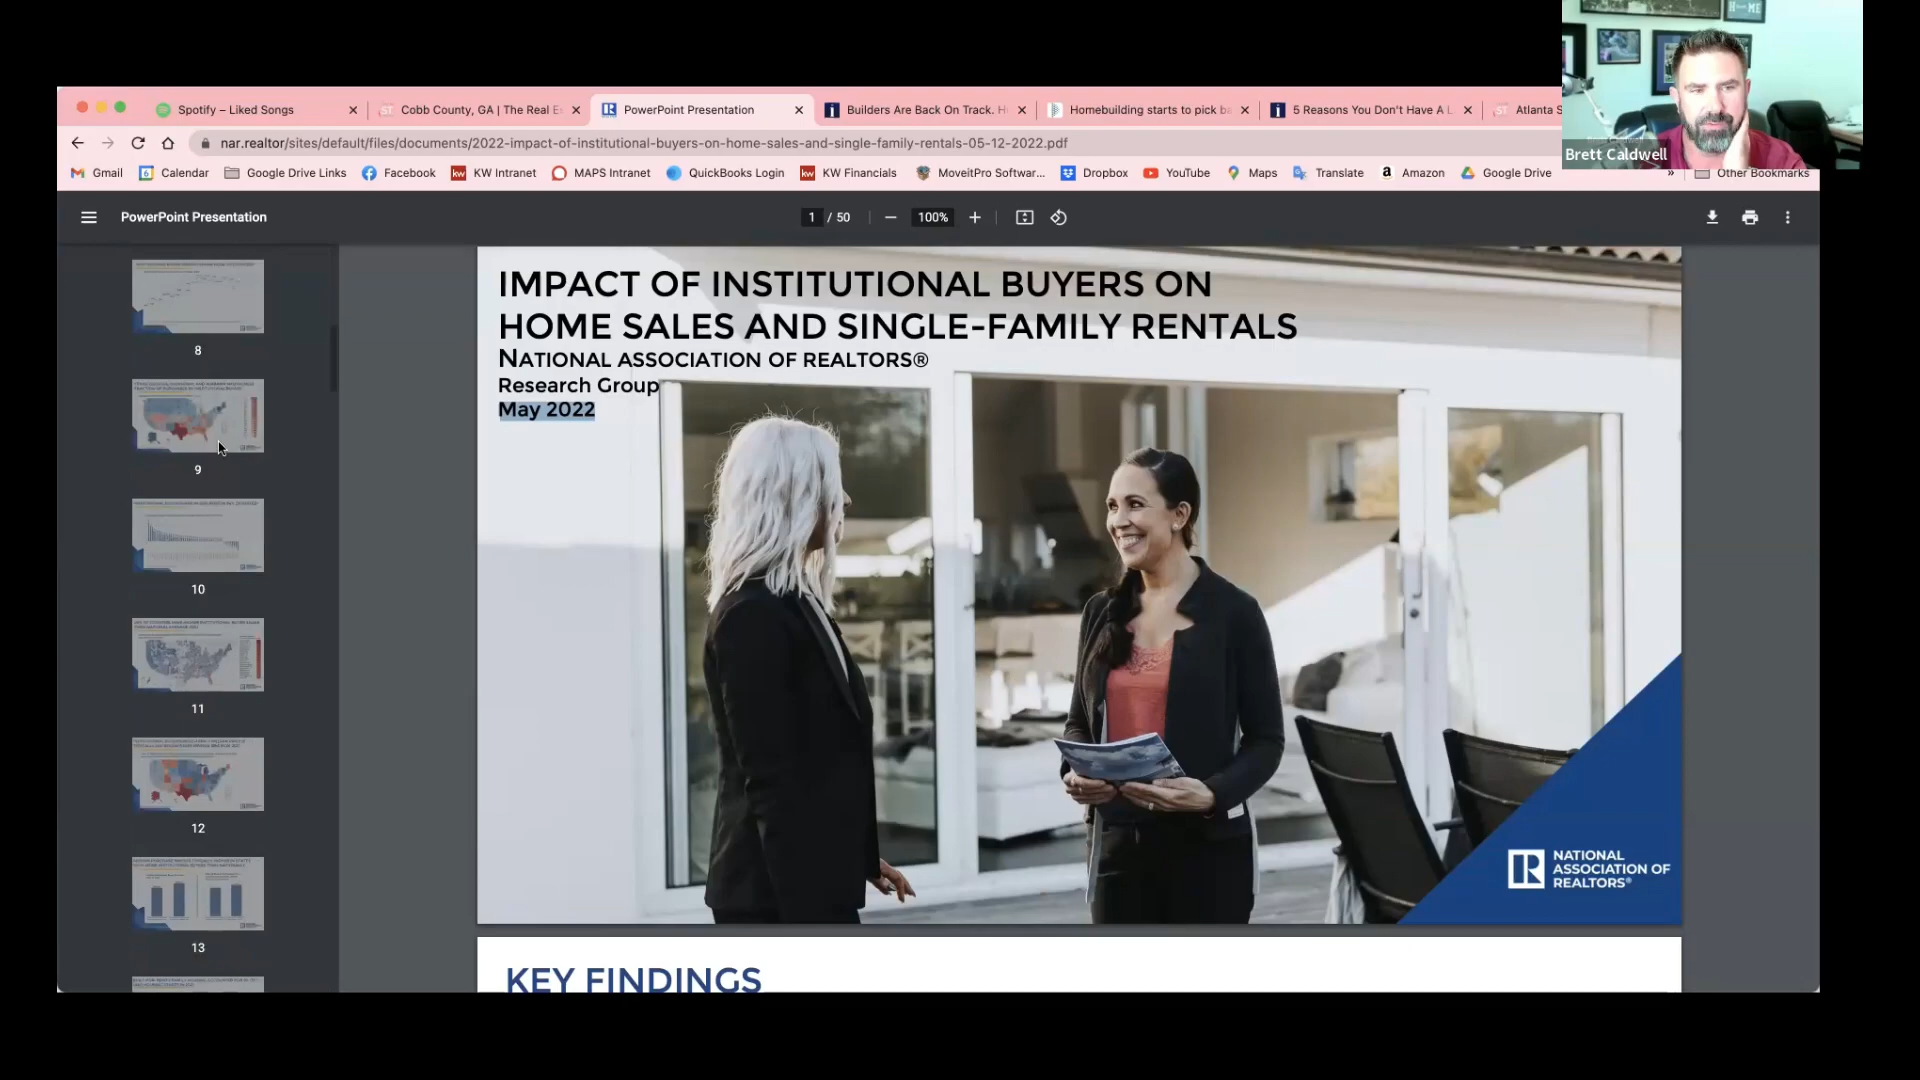 HOME
Brett Caldwell
Spotify – Liked Songs
Cobb County, GA | The Real Es
PowerPoint Presentation
Builders Are Back On Track. H
Homebuilding starts to pick ba
5 Reasons You Don't Have A L
Atlanta S
nar.realtor/sites/default/files/documents/2022-impact-of-institutional-buyers-on-home-sales-and-single-family-rentals-05-12-2022.pdf
Gmail
Calendar
Google Drive Links
Facebook
KW Intranet
MAPS Intranet
QuickBooks Login
KW Financials
MoveitPro Softwar...
Dropbox
YouTube
Maps
Translate
Amazon
Google Drive
»
Other Bookmarks
PowerPoint Presentation
1 / 50
100%
8
9
10
11
12
13
IMPACT OF INSTITUTIONAL BUYERS ON
HOME SALES AND SINGLE-FAMILY RENTALS
NATIONAL ASSOCIATION OF REALTORS®
Research Group
May 2022
NATIONAL
ASSOCIATION OF
REALTORS®
KEY FINDINGS